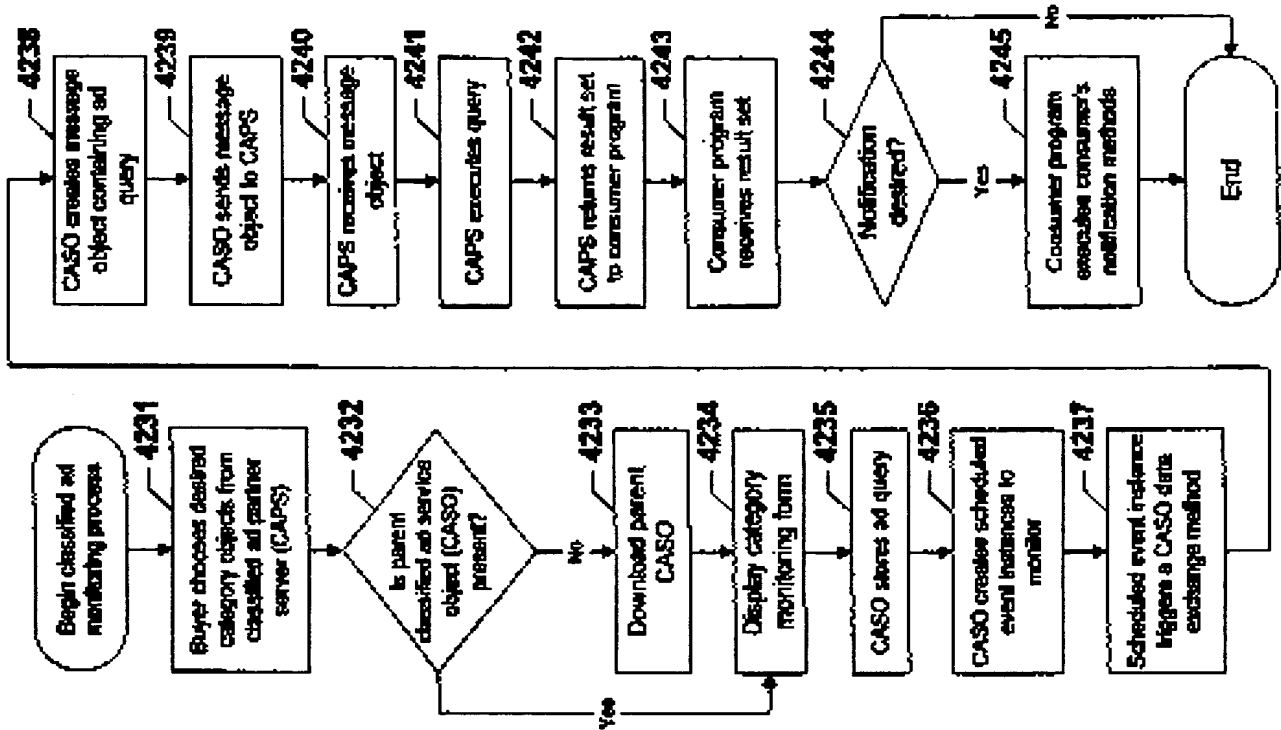 Begin classified ad
monitoring process
4231
Buyer chooses desired
category objects from
classified ad partner
server (CAPS)
4232
Is parent
classified ad service
object (CASO)
present?
Yes
No
4233
Download parent
CASO
4234
Display category
monitoring form
4235
CASO stores ad query
4236
CASO creates scheduled
event instances to
monitor
4237
Scheduled event instance
triggers a CASO data
exchange method
4238
CASO creates message
object containing ad
query
4239
CASO sends message
object to CAPS
4240
CAPS receives message
object
4241
CAPS executes query
4242
CAPS returns result set
to consumer program
4243
Consumer program
receives result set
4244
Notification
desired?
No
Yes
4245
Consumer program
executes consumer's
notification methods
End